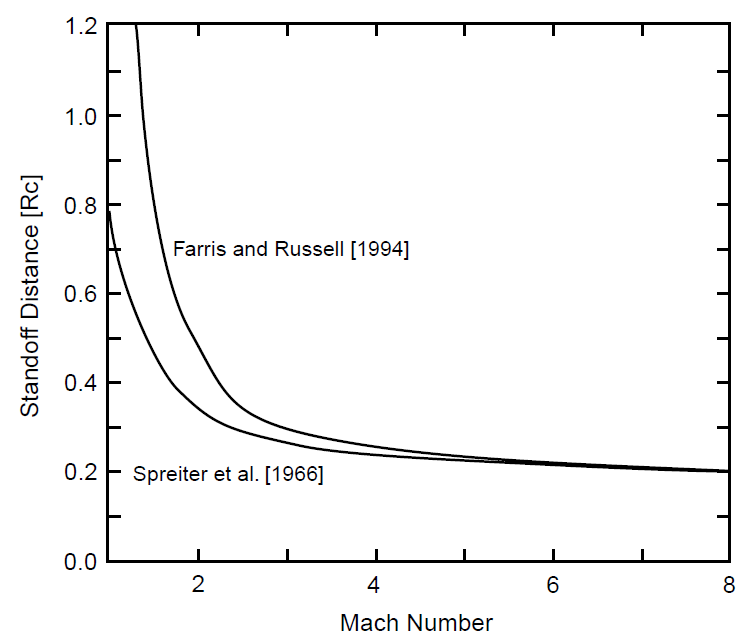 1.2
1.0
0.8
0.6
0.4
0.2
0.0
Standoff Distance [Rc]
Farris and Russell [1994]
Spreiter et al. [1966]
2 4 6 8
Mach Number